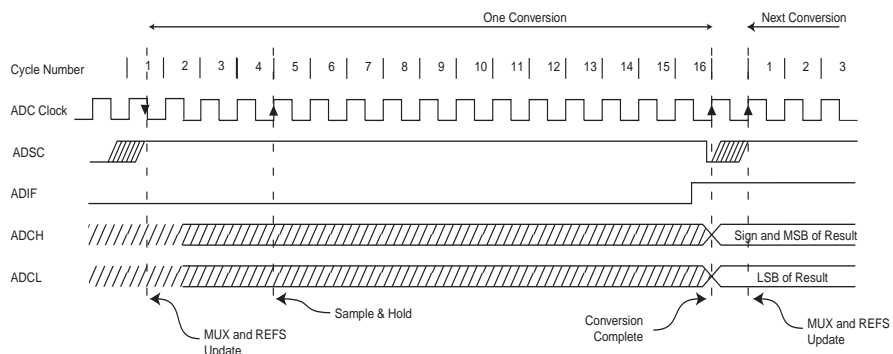 One Conversion
Next Conversion
Cycle Number
1 2 3 4 5 6 7 8 9 10 11 12 13 14 15 16 1 2 3
ADC Clock
ADSC
ADIF
ADCH
Sign and MSB of Result
ADCL
LSB of Result
MUX and REFS
Update
Sample & Hold
Conversion
Complete
MUX and REFS
Update